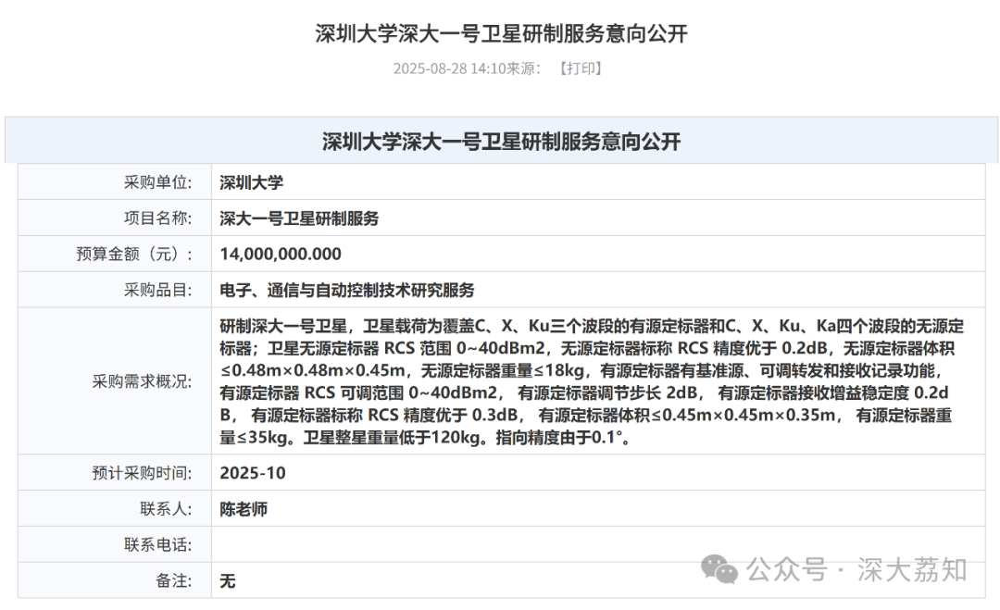 深圳大学深大一号卫星研制服务意向公开
2025-08-28 14:10来源： 【打印】
深圳大学深大一号卫星研制服务意向公开
采购单位: 深圳大学
项目名称: 深大一号卫星研制服务
预算金额（元）: 14,000,000.000
采购品目: 电子、通信与自动控制技术研究服务
采购需求概况:
研制深大一号卫星，卫星载荷为覆盖C、X、Ku三个波段的有源定标器和C、X、Ku、Ka四个波段的无源定
标器；卫星无源定标器 RCS 范围 0~40dBm2，无源定标器标称 RCS 精度优于 0.2dB，无源定标器体积
≤0.48m×0.48m×0.45m，无源定标器重量≤18kg，有源定标器有基准源、可调转发和接收记录功能，
有源定标器 RCS 可调范围 0~40dBm2， 有源定标器调节步长 2dB， 有源定标器接收增益稳定度 0.2d
B， 有源定标器标称 RCS 精度优于 0.3dB， 有源定标器体积≤0.45m×0.45m×0.35m， 有源定标器重
量≤35kg。卫星整星重量低于120kg。指向精度由于0.1°。
预计采购时间: 2025-10
联系人: 陈老师
联系电话:
备注: 无
公众号 · 深大荔知